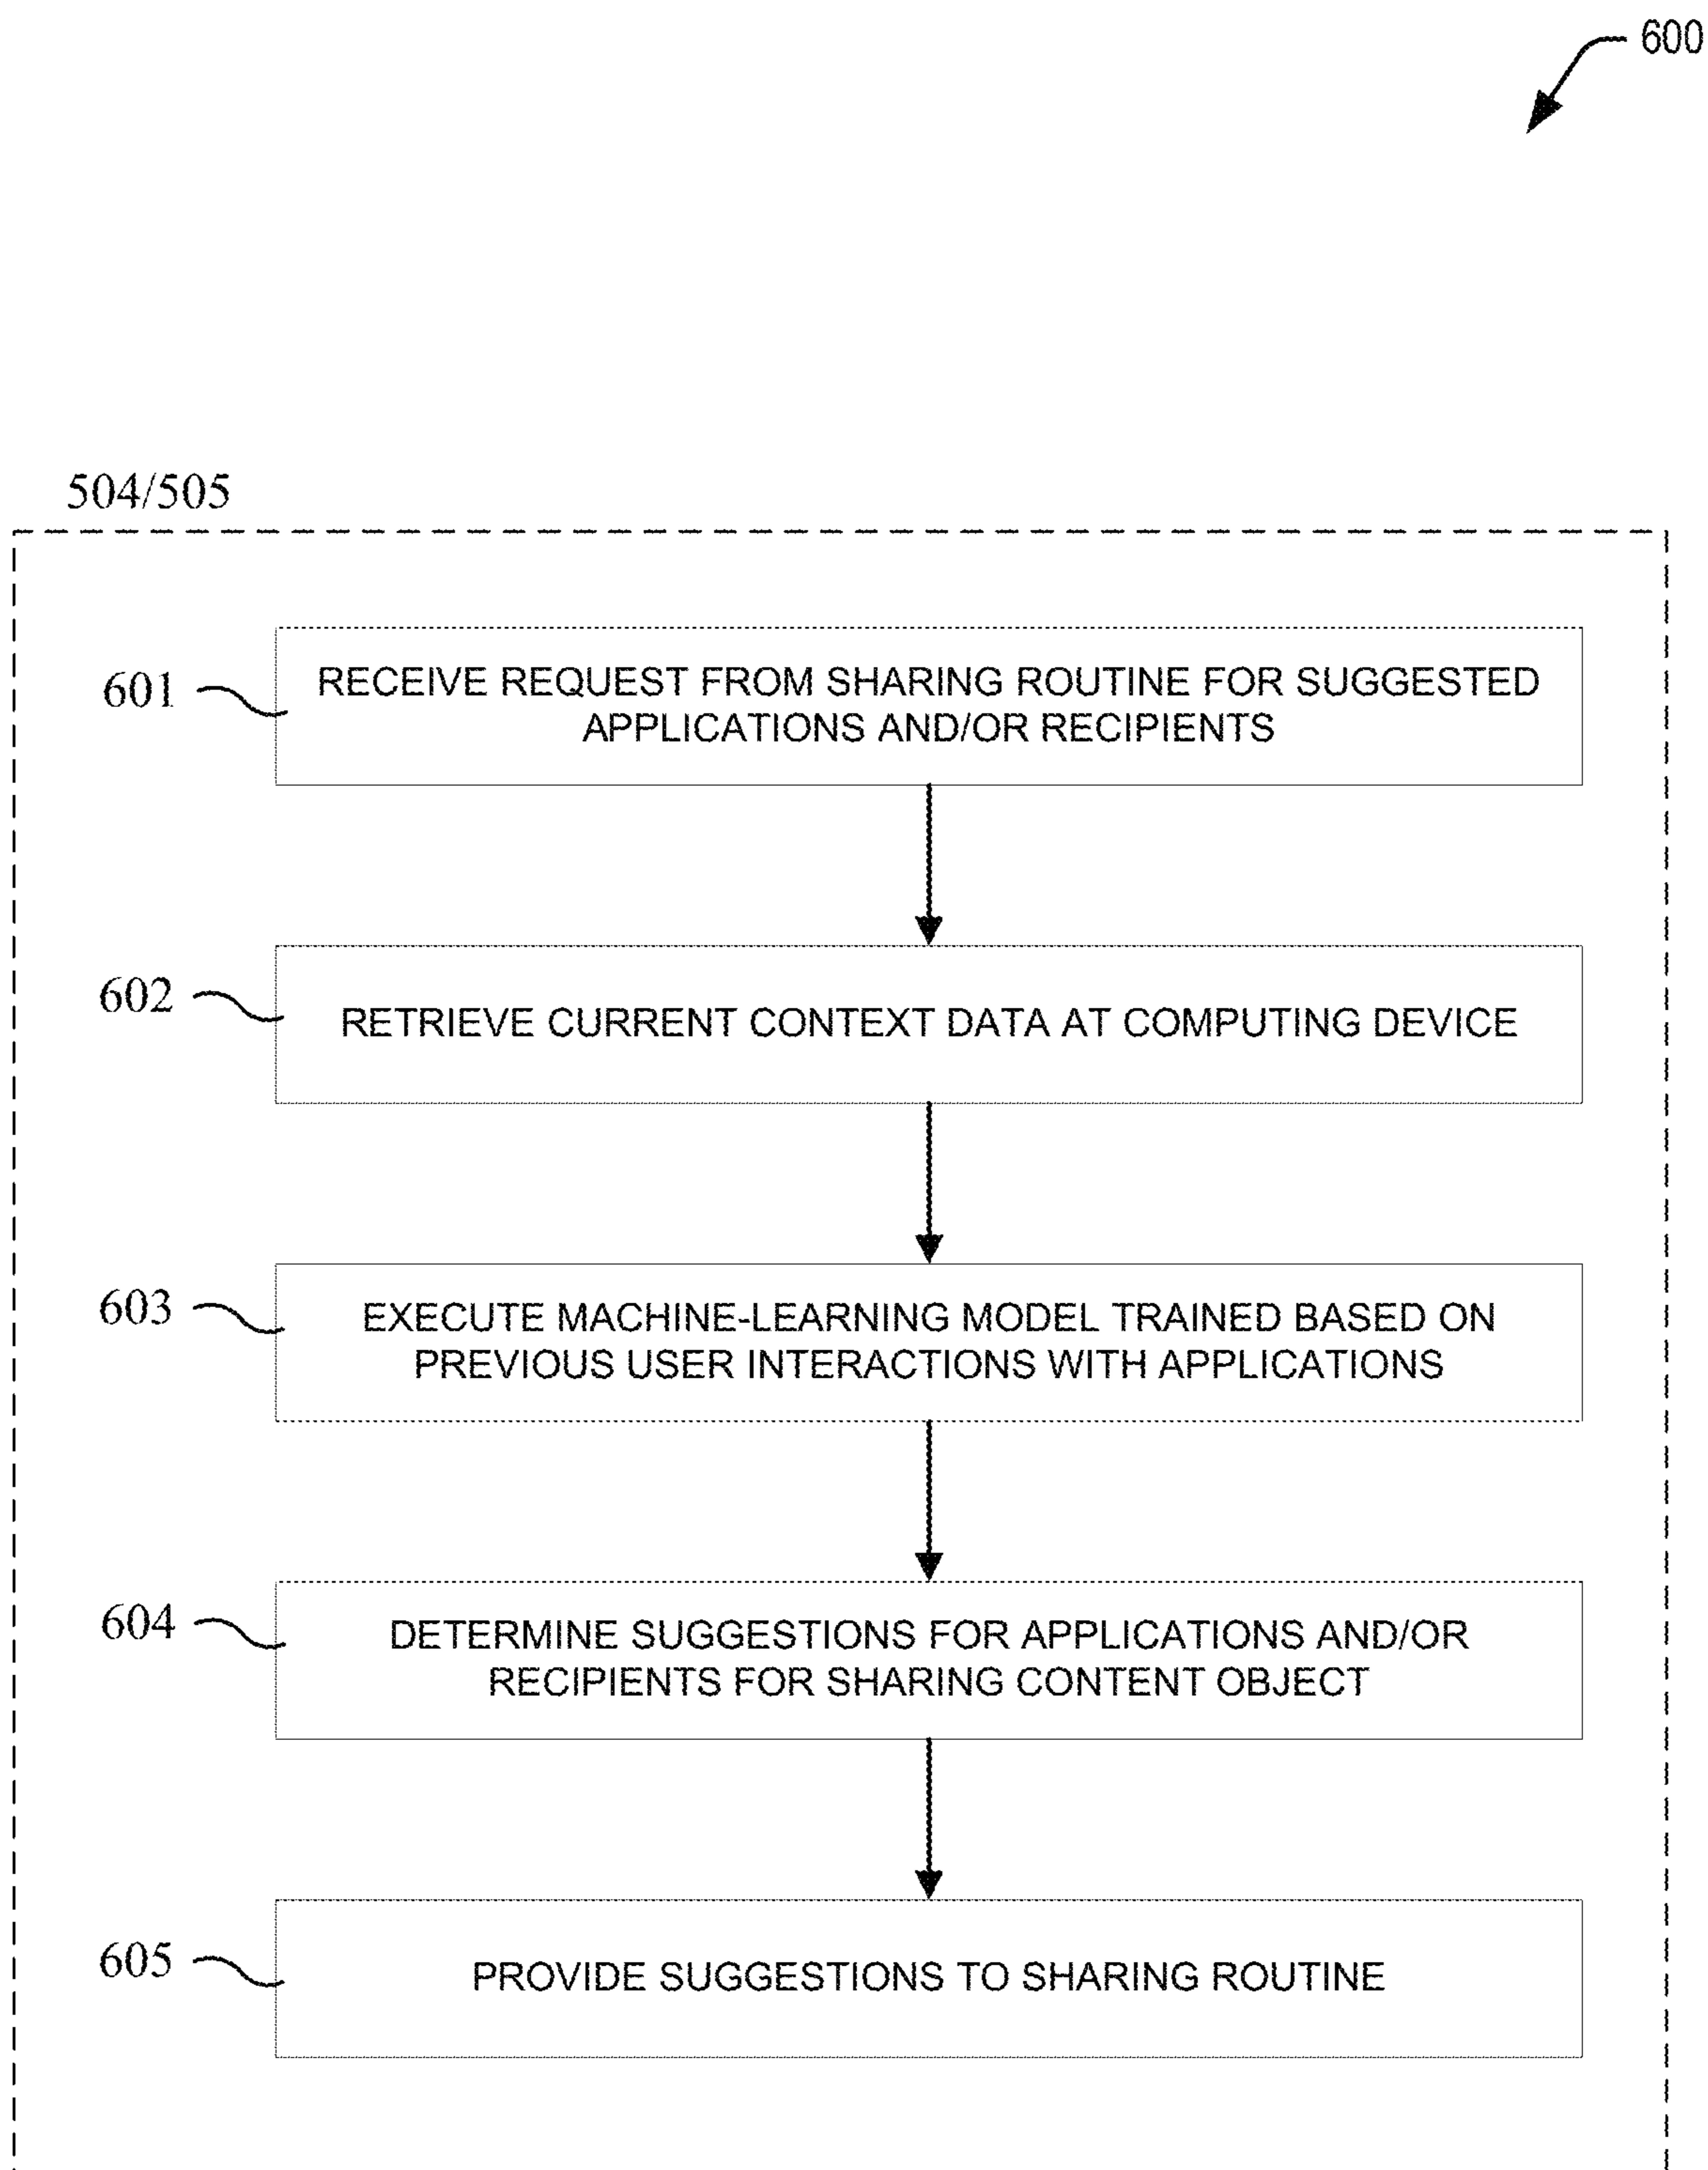 600
504/505
601
RECEIVE REQUEST FROM SHARING ROUTINE FOR SUGGESTED
APPLICATIONS AND/OR RECIPIENTS
602
RETRIEVE CURRENT CONTEXT DATA AT COMPUTING DEVICE
603
EXECUTE MACHINE-LEARNING MODEL TRAINED BASED ON
PREVIOUS USER INTERACTIONS WITH APPLICATIONS
604
DETERMINE SUGGESTIONS FOR APPLICATIONS AND/OR
RECIPIENTS FOR SHARING CONTENT OBJECT
605
PROVIDE SUGGESTIONS TO SHARING ROUTINE